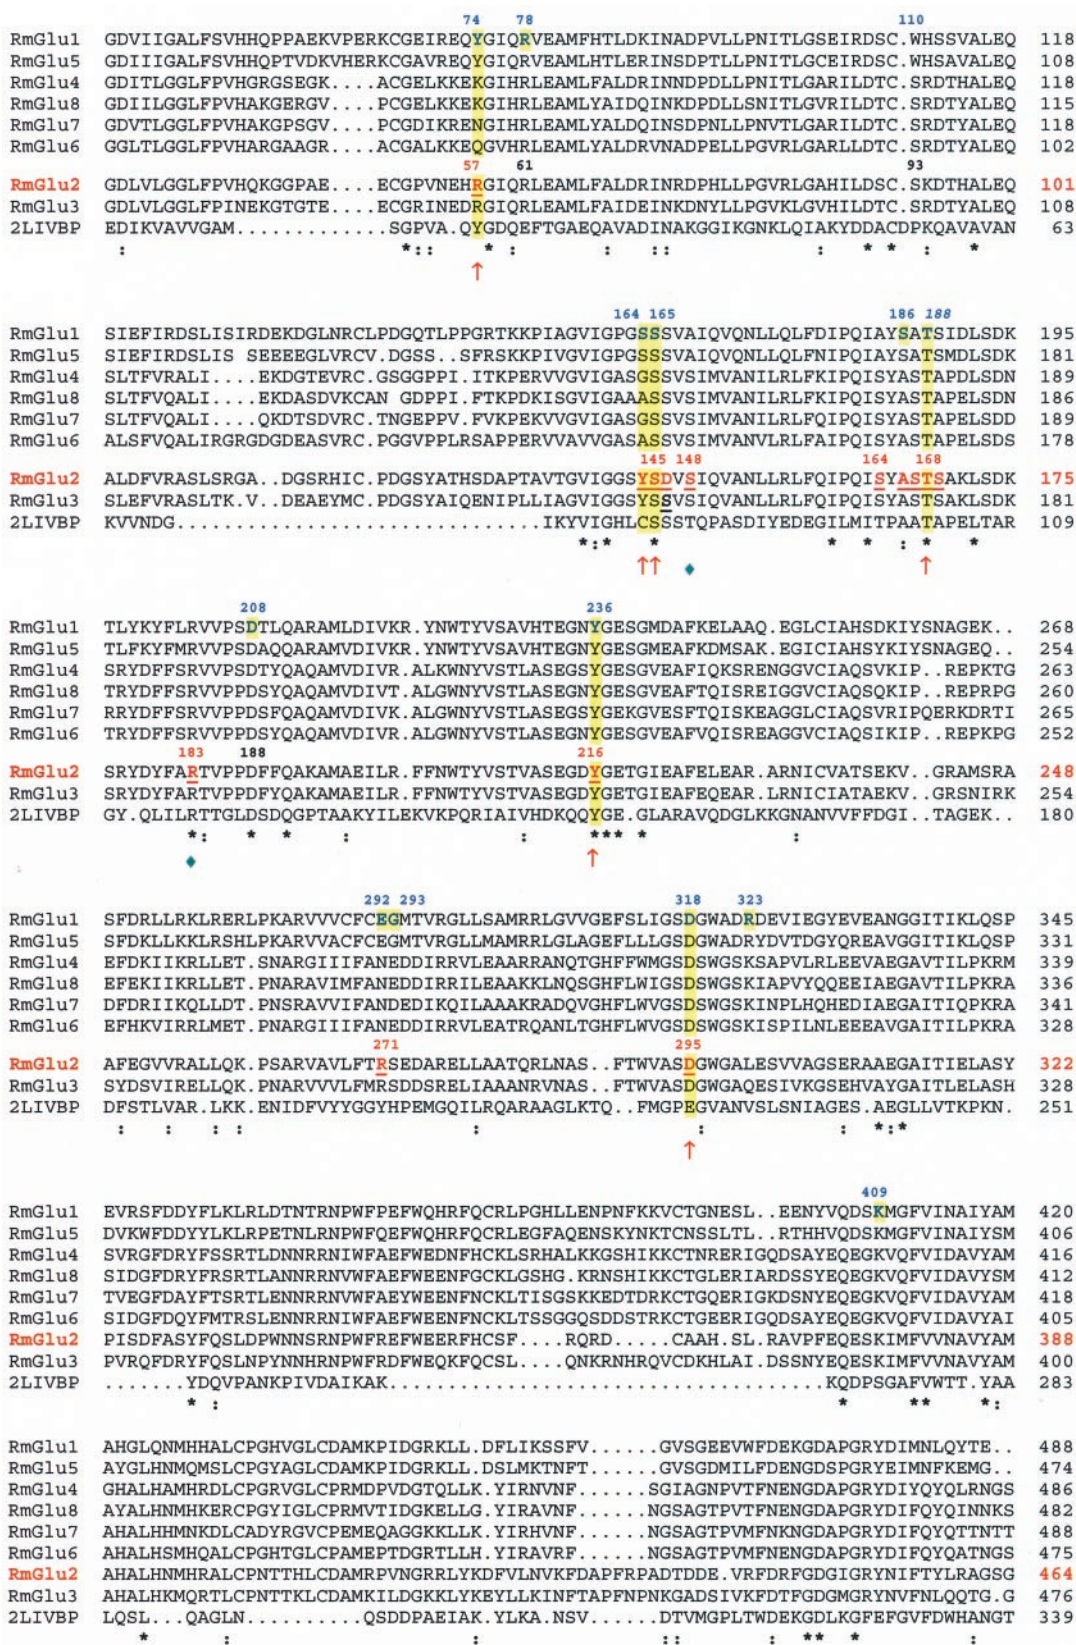 74 78 110
RmGlu1 GDVIIGALFSVHHQPPAEKVPERKCGEIREQYGIQRVEAMFHTLDKINADPVLLPNITLGSEIRDSC.WHSSVALEQ 118
RmGlu5 GDIIIGALFSVHHQPTVDKVHERKCGAVREQYGIQRVEAMLHTLERINSDPTLLPNITLGCEIRDSC.WHSAVALEQ 108
RmGlu4 GDITLGGLFPVHGRGSEGK....ACGELKKEKGIHRLEAMLFALDRINNDPDLLPNITLGARILDTC.SRDTHALEQ 118
RmGlu8 GDIILGGLFPVHAKGERGV....PCGELKKEKGIHRLEAMLYAIDQINKDPDLLSNITLGVRILDTC.SRDTYALEQ 115
RmGlu7 GDVTLGGLFPVHAKGPSGV....PCGDIKRENGIHRLEAMLYALDQINSDPNLLPNVTLGARILDTC.SRDTYALEQ 118
RmGlu6 GGLTLGGLFPVHARGAAGR....ACGALKKEQGVHRLEAMLYALDRVNADPELLPGVRLGARLLDTC.SRDTYALEQ 102
57 61 93
RmGlu2 GDLVLGGLFPVHQKGGPAE....ECGPVNEHRGIQRLEAMLFALDRINRDPHLLPGVRLGAHILDSC.SKDTHALEQ 101
RmGlu3 GDLVLGGLFPINEKGTGTE....ECGRINEDRGIQRLEAMLFAIDEINKDNYLLPGVKLGVHILDTC.SRDTYALEQ 108
2LIVBP EDIKVAVVGAM..............SGPVA.QYGDQEFTGAEQAVADINAKGGIKGNKLQIAKYDDACDPKQAVAVAN 63
: * : : * : : : : : * * :
↑
164 165 186 188
RmGlu1 SIEFIRDSLISIRDEKDGLNRCLPDGQTLPPGRTKKPIAGVIGPGSSSVAIQVQNLLQLFDIPQIAYSATSIDLSDK 195
RmGlu5 SIEFIRDSLIS SEEEEGLVRCV.DGSS..SFRSKKPIVGVIGPGSSSVAIQVQNLLQLFNIPQIAYSATSMDLSDK 181
RmGlu4 SLTFVRALI....EKDGTEVRC.GSGGPPI.ITKPERVVGVIGASGSSVSIMVANILRLFKIPQISYASTAPDLSDN 189
RmGlu8 SLTFVQALI....EKDASDVKCAN GDPPI.FTKPDKISGVIGAAASSVSIMVANILRLFKIPQISYASTAPELSDN 186
RmGlu7 SLTFVQALI....QKDTSDVRC.TNGEPPV.FVKPEKVVGVIGASGSSVSIMVANILRLFQIPQISYASTAPELSDD 189
RmGlu6 ALSFVQALIRGRGDGDEASVRC.PGGVPPLRSAPPERVVAVVGASASSVSIMVANVLRLFAIPQISYASTAPELSDS 178
145 148 164 168
RmGlu2 ALDFVRASLSRGA..DGSRHIC.PDGSYATHSDAPTAVTGVIGGSYSDVSIQVANLLRLFQIPQISYASTSAKLSDK 175
RmGlu3 SLEFVRASLTK.V..DEAEYMC.PDGSYAIQENIPLLIAGVIGGSYSSVSIQVANLLRLFQIPQISYASTSAKLSDK 181
2LIVBP KVVNDG...............................IKYVIGHLCSSSTQPASDIYEDEGILMITPAATAPELTAR 109
* : * * * * : * *
↑↑ ♦ ↑
208 236
RmGlu1 TLYKYFLRVVPSDTLQARAMLDIVKR.YNWTYVSAVHTEGNYGESGMDAFKELAAQ.EGLCIAHSDKIYSNAGEK.. 268
RmGlu5 TLFKYFMRVVPSDAQQARAMVDIVKR.YNWTYVSAVHTEGNYGESGMEAFKDMSAK.EGICIAHSYKIYSNAGEQ.. 254
RmGlu4 SRYDFFSRVVPSDTYQAQAMVDIVRALKWNYVSTLASEGSYGESGVEAFIQKSRENGGVCIAQSVKIP..REPKTG 263
RmGlu8 TRYDFFSRVVPPDSYQAQAMVDIVT.ALGWNYVSTLASEGNYGESGVEAFTQISREIGGVCIAQSQKIP..REPRPG 260
RmGlu7 RRYDFFSRVVPPDSFQAQAMVDIVK.ALGWNYVSTLASEGSYGEKGVESFTQISKEAGGLCIAQSVRIPQERKDRTI 265
RmGlu6 TRYDFFSRVVPPDSYQAQAMVDIVR.ALGWNYVSTLASEGNYGESGVEAFVQISREAGGVCIAQSIKIP..REPKPG 252
183 188 216
RmGlu2 SRYDYFARTVPPDFFQAKAMAEILR.FFNWTYVSTVASEGDYGETGIEAFELEAR.ARNICVATSEKV..GRAMSRA 248
RmGlu3 SRYDYFARTVPPDFYQAKAMAEILR.FFNWTYVSTVASEGDYGETGIEAFEQEAR.LRNICIATAEKV..GRSNIRK 254
2LIVBP GY.QLILRTTGLDSDQGPTAAKYILEKVKPQRIAIVHDKQQYGE.GLARAVQDGLKKGNANVVFFDGI..TAGEK.. 180
* : * * : : * * * * :
♦ ↑
292 293 318 323
RmGlu1 SFDRLLRKLRERLPKARVVVCFCEGMTVRGLLSAMRRLGVVGEFSLIGSDGWADRDEVIEGYEVEANGGITIKLQSP 345
RmGlu5 SFDKLLKKLRSHLPKARVVACFCEGMTVRGLLMAMRRLGLAGEFLLLGSDGWADRYDVTDGYQREAVGGITIKLQSP 331
RmGlu4 EFDKIIKRLLET.SNARGIIIFANEDDIRRVLEAARRANQTGHFFWMGSDSWGSKSAPVLRLEEVAEGAVTILPKRM 339
RmGlu8 EFEKIIKRLLET.PNARAVIMFANEDDIRRILEAAKKLNQSGHFLWIGSDSWGSKIAPVYQQEEIAEGAVTILPKRA 336
RmGlu7 DFDRIIKQLLDT.PNSRAVVIFANDEDIKQILAAAKRADQVGHFLWVGSDSWGSKINPLHQHEDIAEGAITIQPKRA 341
RmGlu6 EFHKVIRRLMET.PNARGIIIFANEDDIRRVLEATRQANLTGHFLWVGSDSWGSKISPILNLEEEAVGAITILPKRA 328
271 295
RmGlu2 AFEGVVRALLQK.PSARVAVLFTRSEDARELLAATQRLNAS..FTWVASDGWGALESVVAGSERAAEGAITIELASY 322
RmGlu3 SYDSVIRELLQK.PNARVVVLFMRSDDSRELIAAANRVNAS..FTWVASDGWGAQESIVKGSEHVAYGAITLELASH 328
2LIVBP DFSTLVAR.LKK.ENIDFVYYGGYHPEMGQILRQARAAGLKTQ..FMGPEGVANVSLSNIAGES.AEGLLVTKPKN. 251
: : : : : : : * : *
↑
409
RmGlu1 EVRSFDDYFLKLRLDTNTRNPWFPEFWQHRFQCRLPGHLLENPNFKKVCTGNESL..EENYVQDSKMGFVINAIYAM 420
RmGlu5 DVKWFDDYYLKLRPETNLRNPWFQEFWQHRFQCRLEGFAQENSKYNKTCNSSLTL..RTHHVQDSKMGFVINAIYSM 406
RmGlu4 SVRGFDRYFSSRTLDNNRRNIWFAEFWEDNFHCKLSRHALKKGSHIKKCTNRERIGQDSAYEQEGKVQFVIDAVYAM 416
RmGlu8 SIDGFDRYFRSRTLANNRRNVWFAEFWEENFGCKLGSHG.KRNSHIKKCTGLERIARDSSYEQEGKVQFVIDAVYSM 412
RmGlu7 TVEGFDAYFTSRTLENNRRNVWFAEYWEENFNCKLTISGSKKEDTDRKCTGQERIGKDSNYEQEGKVQFVIDAVYAM 418
RmGlu6 SIDGFDQYFMTRSLENNRRNIWFAEFWEENFNCKLTSSGGQSDDSTRKCTGEERIGQDSAYEQEGKVQFVIDAVYAI 405
RmGlu2 PISDFASYFQSLDPWNNSRNPWFREFWEERFHCSF....RQRD....CAAH.SL.RAVPFEQESKIMFVVNAVYAM 388
RmGlu3 PVRQFDRYFQSLNPYNNHRNPWFRDFWEQKFQCSL...QNKRNHRQVCDKHLAI.DSSNYEQESKIMFVVNAVYAM 400
2LIVBP .......YDQVPANKPIVDAIKAK.....................................KQDPSGAFVWTT.YAA 283
* : * * ** *:
RmGlu1 AHGLQNMHHALCPGHVGLCDAMKPIDGRKLL.DFLIKSSFV......GVSGEEVWFDEKGDAPGRYDIMNLQYTE.. 488
RmGlu5 AYGLHNMQMSLCPGYAGLCDAMKPIDGRKLL.DSLMKTNFT......GVSGDMILFDENGDSPGRYEIMNFKEMG.. 474
RmGlu4 GHALHAMHRDLCPGRVGLCPRMDPVDGTQLLK.YIRNVNF......SGIAGNPVTFNENGDAPGRYDIYQYQLRNGS 486
RmGlu8 AYALHNMHKERCPGYIGLCPRMVTIDGKELLG.YIRAVNF......NGSAGTPVTFNENGDAPGRYDIFQYQINNKS 482
RmGlu7 AHALHHMNKDLCADYRGVCPEMEQAGGKKLLK.YIRHVNF......NGSAGTPVMFNKNGDAPGRYDIFQYQTTNTT 488
RmGlu6 AHALHSMHQALCPGHTGLCPAMEPTDGRTLLH.YIRAVRF......NGSAGTPVMFNENGDAPGRYDIFQYQATNGS 475
RmGlu2 AHALHNMHRALCPNTTHLCDAMRPVNGRRLYKDFVLNVKFDAPFRPADTDDE.VRFDRFGDGIGRYNIFTYLRAGSG 464
RmGlu3 AHALHKMQRTLCPNTTKLCDAMKILDGKKLYKEYLLKINFTAPFNPNKGADSIVKFDTFGDGMGRYNVFNLQQTG.G 476
2LIVBP LQSL...QAGLN..........QSDDPAEIAK.YLKA.NSV......DTVMGPLTWDEKGDLKGFEFGVFDWHANGT 339
* : : :: : ** * :